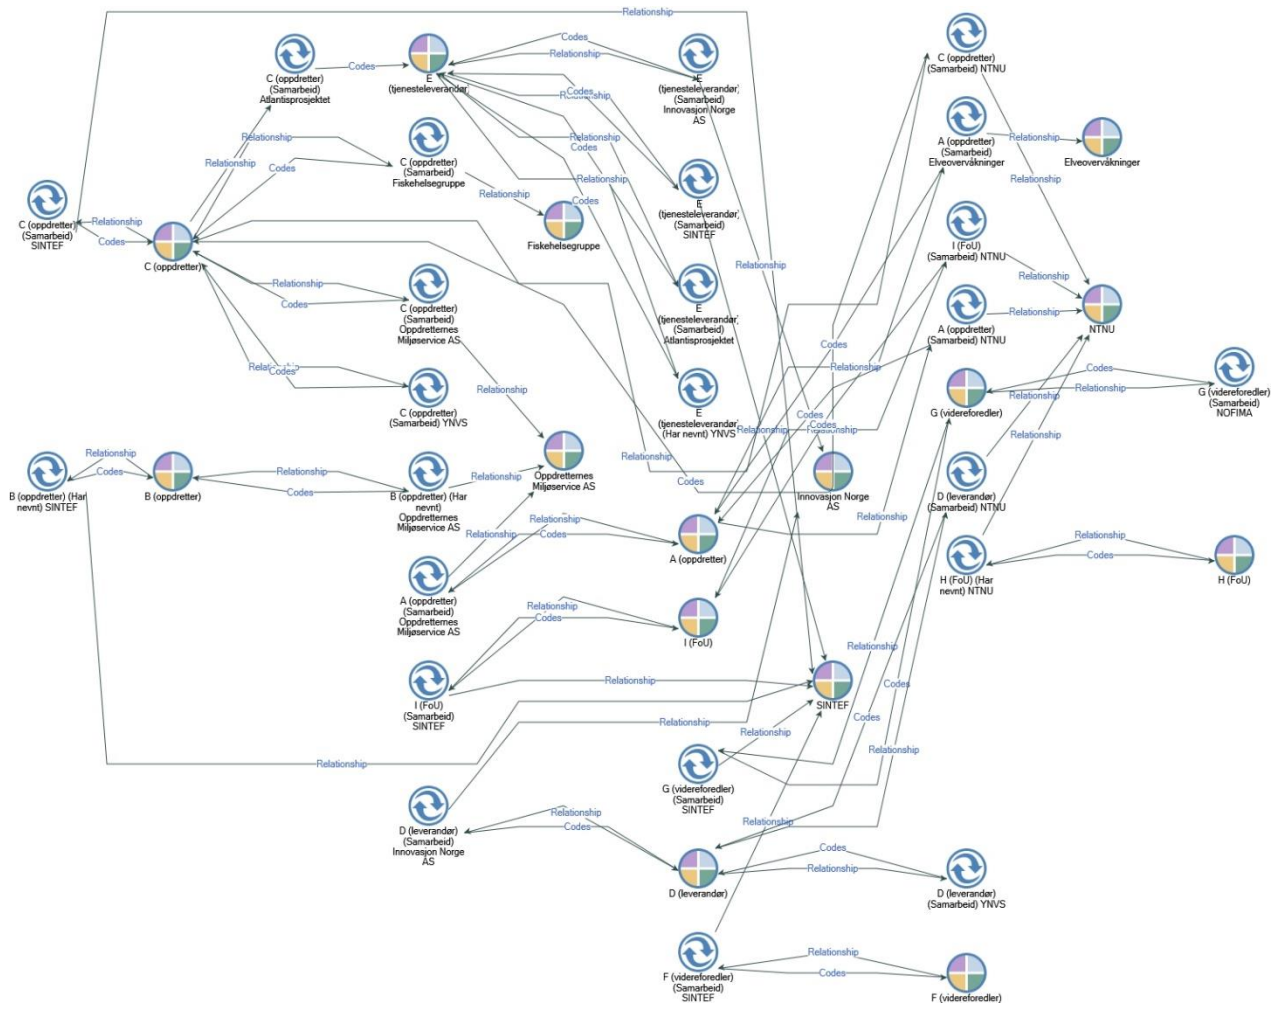 Relationship
C (oppdretter)
(Samarbeid)
Atlantisprosjektet
Codes
E
(tjenesteleverandør)
Codes
Relationship
E
(tjenesteleverandør)
(Samarbeid)
Innovasjon Norge
AS
C (oppdretter)
(Samarbeid) NTNU
Codes
Relationship
Relationship
Relationship
Codes
C (oppdretter)
(Samarbeid)
Fiskehelsegruppe
Relationship
Codes
A (oppdretter)
(Samarbeid)
Elveovervåkninger
Relationship
Elveovervåkninger
Relationship
Codes
Relationship
Fiskehelsegruppe
Relationship
Codes
E
(tjenesteleverandør)
(Samarbeid)
SINTEF
Relationship
C (oppdretter)
(Samarbeid)
SINTEF
Relationship
Codes
C (oppdretter)
I (FoU)
(Samarbeid) NTNU
Relationship
Relationship
Relationship
Codes
C (oppdretter)
(Samarbeid)
Oppdretternes
Miljøservice AS
E
(tjenesteleverandør)
(Samarbeid)
Atlantisprosjektet
A (oppdretter)
(Samarbeid) NTNU
Relationship
NTNU
Codes
Relationship
Relationship
Codes
C (oppdretter)
(Samarbeid) YNVS
Relationship
E
(tjenesteleverandør)
(Har nevnt) YNVS
G (videreforedler)
Codes
Relationship
G (videreforedler)
(Samarbeid)
NOFIMA
Relationship
Relationship
Codes
Codes
Relationship
Relationship
Relationship
Codes
B (oppdretter) (Har
nevnt) SINTEF
B (oppdretter)
Relationship
Codes
B (oppdretter) (Har
nevnt)
Oppdretternes
Miljøservice AS
Relationship
Oppdretternes
Miljøservice AS
Relationship
Codes
Innovasjon Norge
AS
D (leverandør)
(Samarbeid)
NTNU
Relationship
Relationship
Relationship
Codes
A (oppdretter)
A (oppdretter)
(Samarbeid)
Oppdretternes
Miljøservice AS
H (FoU) (Har
nevnt) NTNU
Relationship
Codes
H (FoU)
Relationship
Codes
I (FoU)
Relationship
I (FoU)
(Samarbeid)
SINTEF
Relationship
SINTEF
Codes
Relationship
Relationship
Codes
Relationship
Relationship
G (videreforedler)
(Samarbeid)
SINTEF
D (leverandør)
(Samarbeid)
Innovasjon Norge
AS
Relationship
Codes
Relationship
D (leverandør)
Codes
Relationship
D (leverandør)
(Samarbeid) YNVS
F (videreforedler)
(Samarbeid)
SINTEF
Relationship
Codes
F (videreforedler)